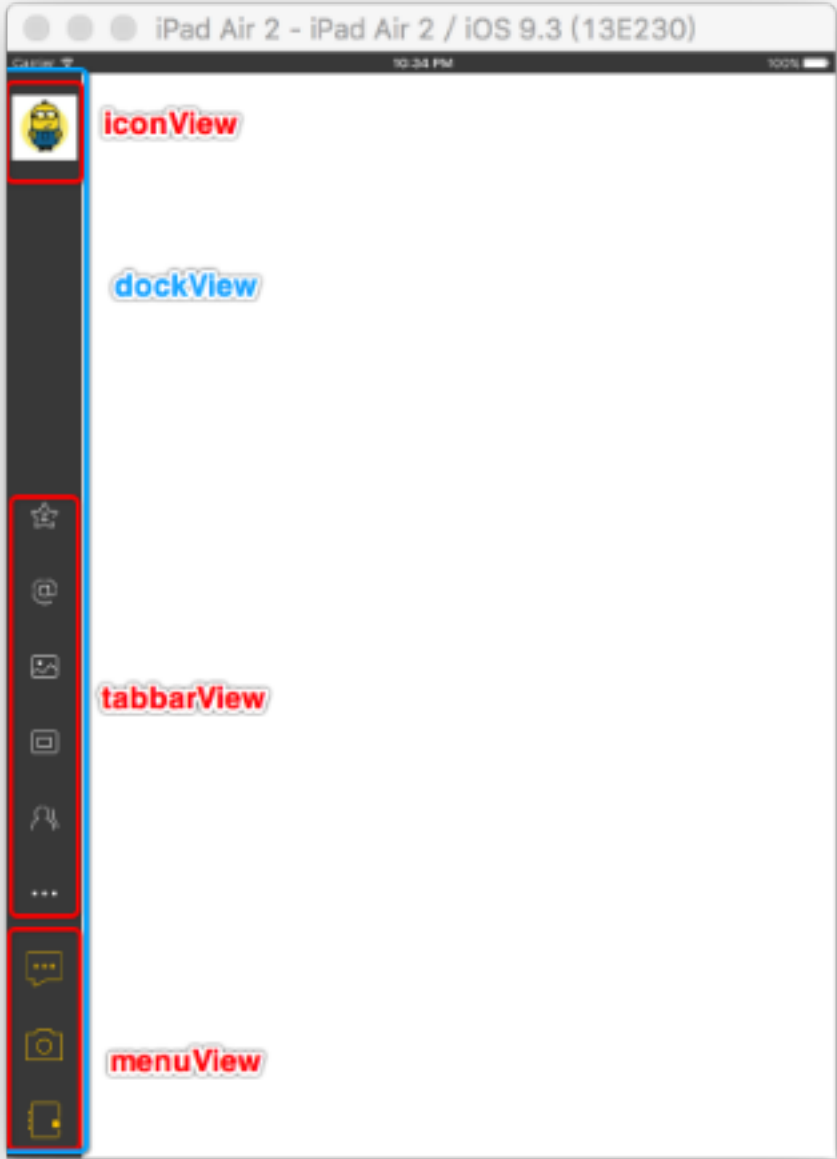 iPad Air 2 - iPad Air 2 / iOS 9.3 (13E230)
Carrier 10:34 PM 100%
iconView
dockView
tabbarView
menuView